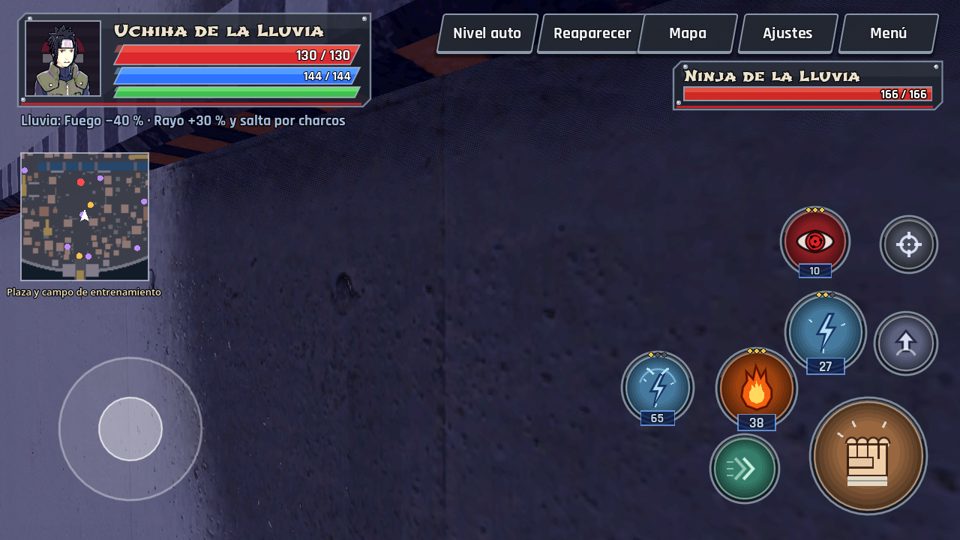 Uchiha de la Lluvia
130 / 130
144 / 144
Lluvia: Fuego −40 % · Rayo +30 % y salta por charcos
Nivel auto
Reaparecer
Mapa
Ajustes
Menú
Ninja de la Lluvia
166 / 166
Plaza y campo de entrenamiento
10
27
65
38